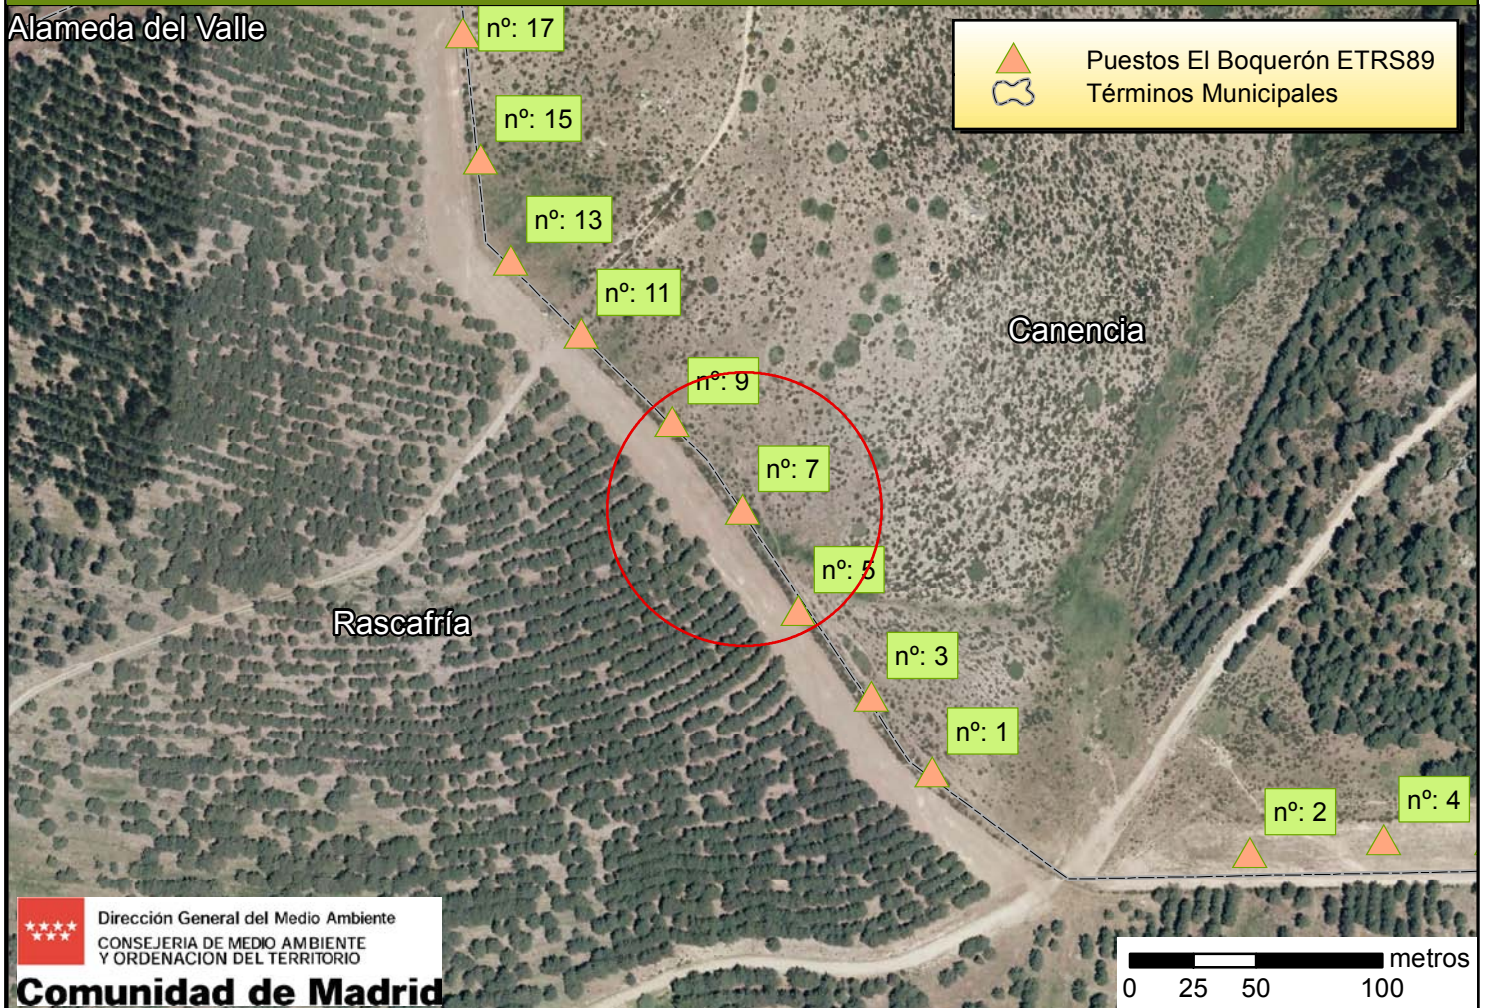 Alameda del Valle
nº: 17
Puestos El Boquerón ETRS89
Términos Municipales
nº: 15
nº: 13
nº: 11
Canencia
nº: 9
nº: 7
nº: 5
Rascafría
nº: 3
nº: 1
nº: 2
nº: 4
Dirección General del Medio Ambiente
CONSEJERIA DE MEDIO AMBIENTE
Y ORDENACION DEL TERRITORIO
Comunidad de Madrid
metros
0 25 50 100